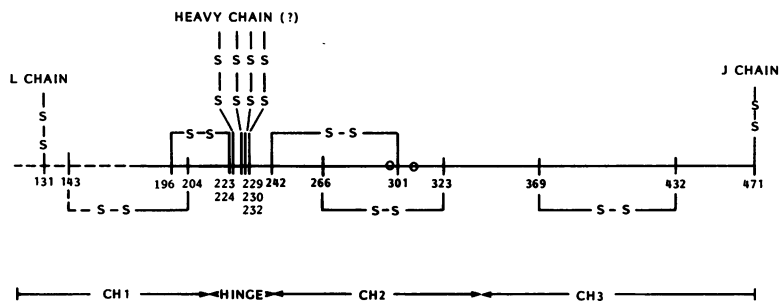 HEAVY CHAIN (?)
S S S S
S S S S
L CHAIN
J CHAIN
S
S
S
S
S-S
S-S
131 143 196 204 223 229 242 266 301 323 369 432 471
224 230
232
S-S
S-S
S-S
CH1 HINGE CH2 CH3